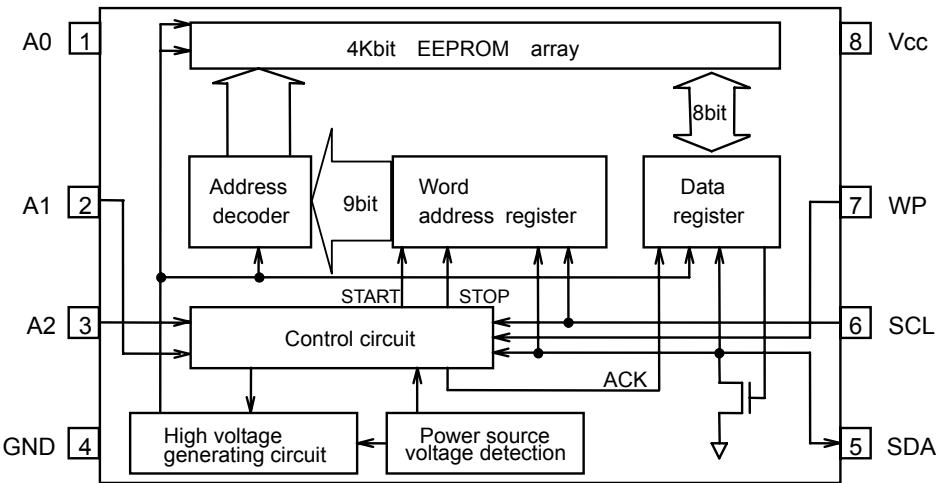 A0
1
4Kbit EEPROM array
8
Vcc
8bit
A1
2
Address
decoder
9bit
Word
address register
Data
register
7
WP
START
STOP
A2
3
Control circuit
6
SCL
ACK
GND
4
High voltage
generating circuit
Power source
voltage detection
5
SDA